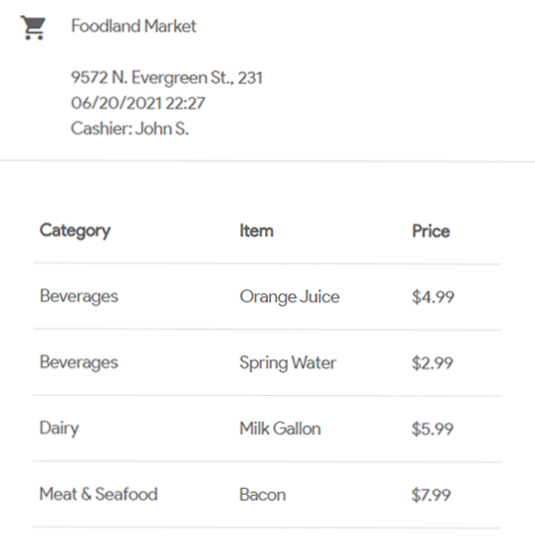 Foodland Market
9572 N. Evergreen St., 231
06/20/2021 22:27
Cashier: John S.
Category Item Price
Beverages Orange Juice $4.99
Beverages Spring Water $2.99
Dairy Milk Gallon $5.99
Meat & Seafood Bacon $7.99